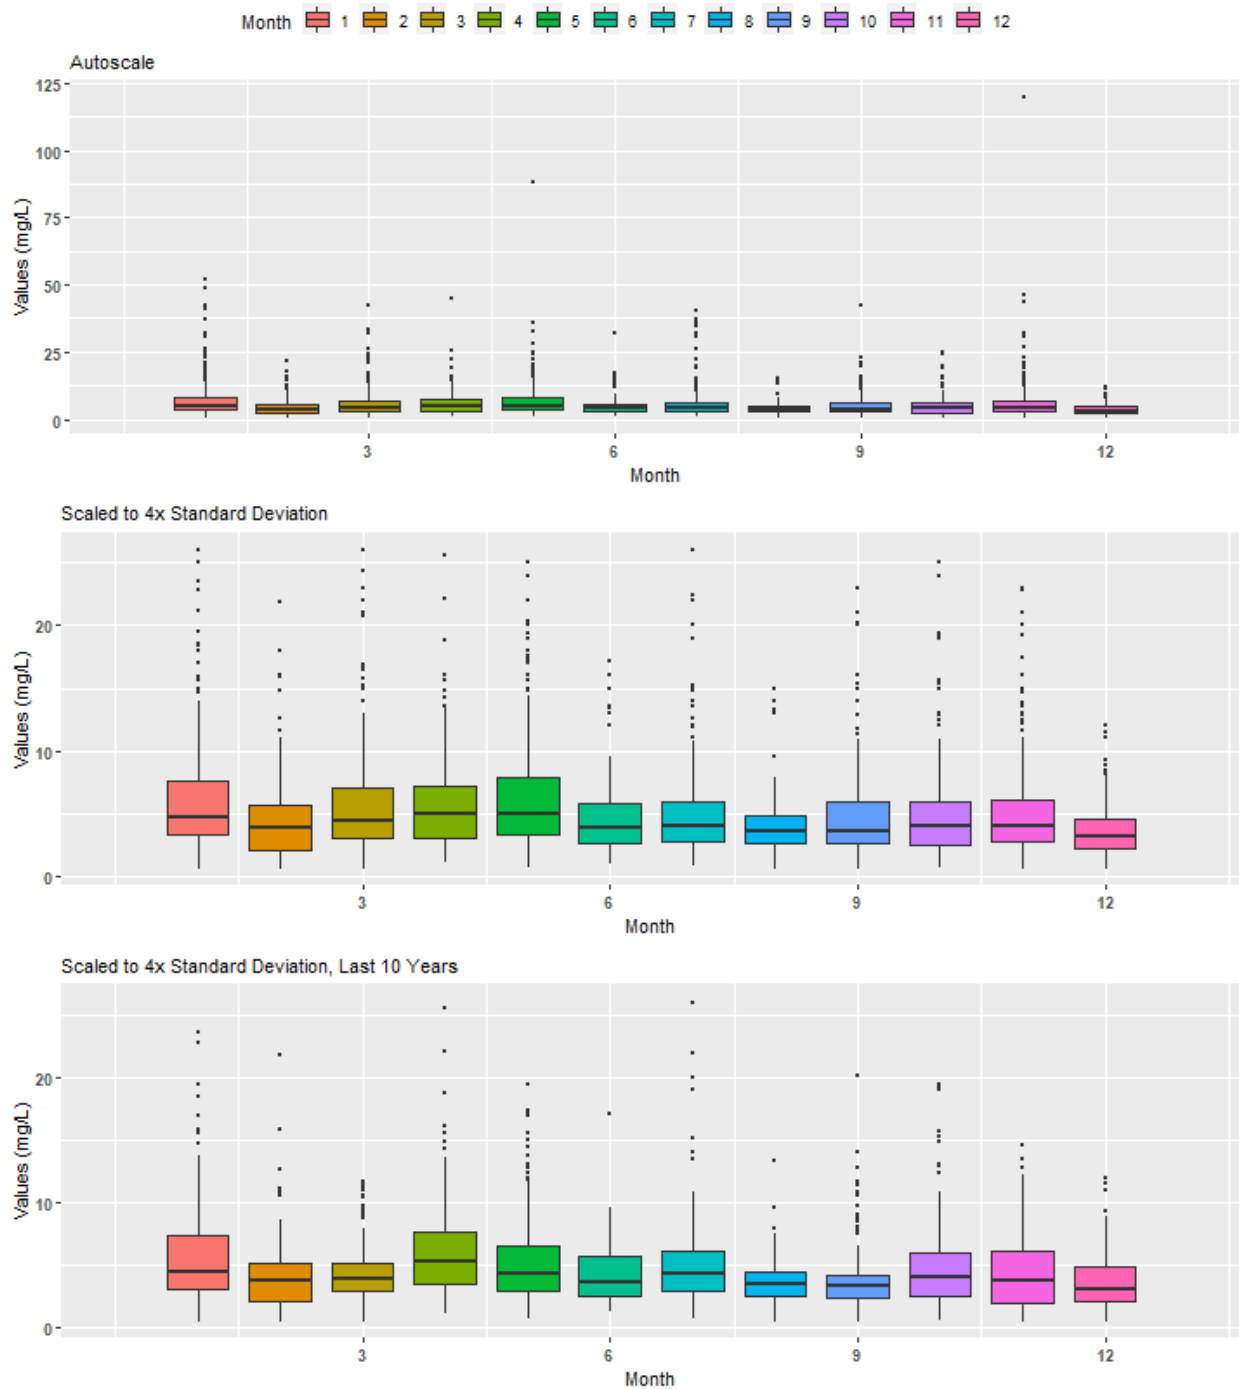 Month 1 2 3 4 5 6 7 8 9 10 11 12
Autoscale
125
100
75
50
25
0
Values (mg/L)
3 6 9 12
Month
Scaled to 4x Standard Deviation
20
10
0
Values (mg/L)
3 6 9 12
Month
Scaled to 4x Standard Deviation, Last 10 Years
20
10
0
Values (mg/L)
3 6 9 12
Month